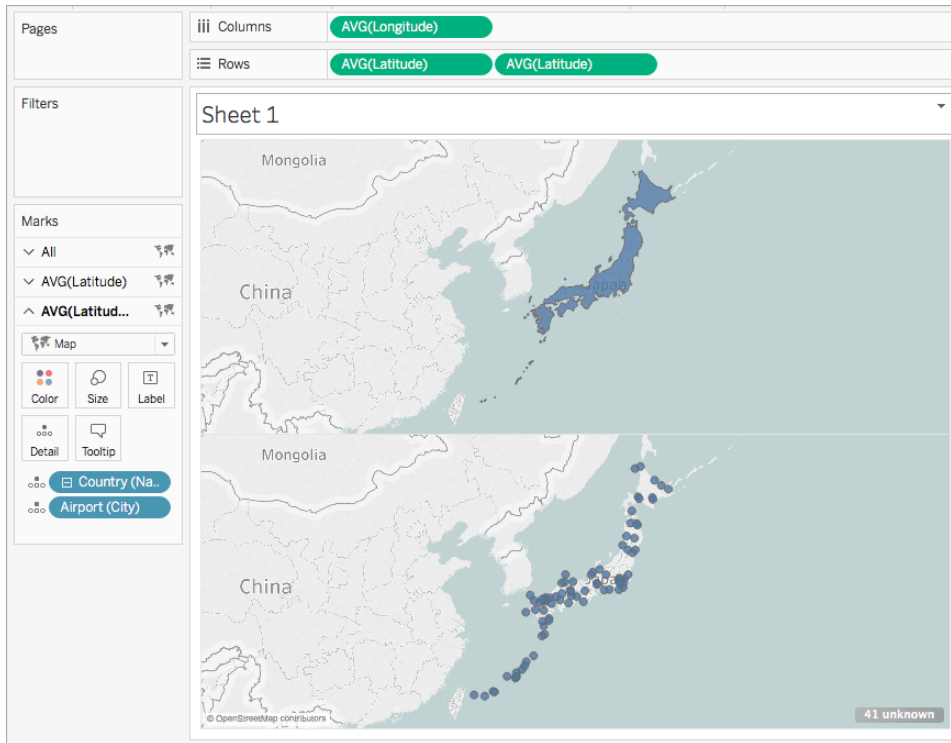 Pages
Columns
AVG(Longitude)
Rows
AVG(Latitude)
AVG(Latitude)
Filters
Sheet 1
Marks
All
AVG(Latitude)
AVG(Latitud...
Map
Color
Size
Label
Detail
Tooltip
Country (Na..
Airport (City)
Mongolia
China
Japan
Mongolia
China
Japan
© OpenStreetMap contributors
41 unknown